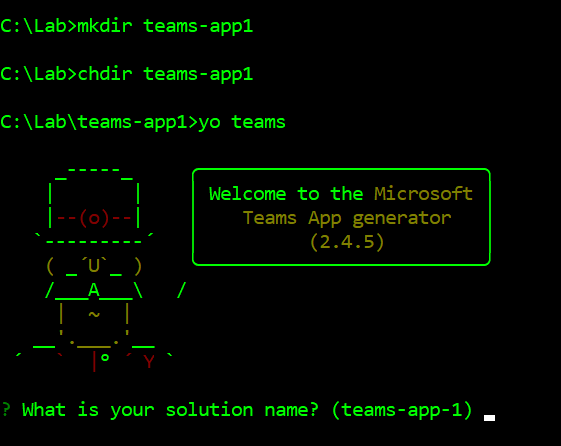 C:\Lab>mkdir teams-app1
C:\Lab>chdir teams-app1
C:\Lab\teams-app1>yo teams
Welcome to the Microsoft
Teams App generator
(2.4.5)
? What is your solution name? (teams-app-1)